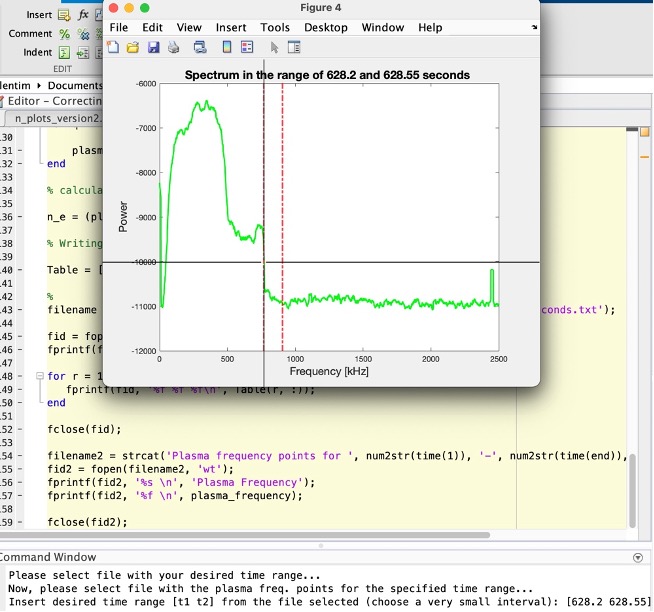 Figure 4
Insert fx
File Edit View Insert Tools Desktop Window Help
Comment %
Indent
EDIT
Documents
Editor - Correctin
n_plots_version2.
Spectrum in the range of 628.2 and 628.55 seconds
-6000
-7000
-8000
-9000
-10000
-11000
-12000
Power
0 500 1000 1500 2000 2500
Frequency [kHz]
30
31 - plasm
32 - end
33
34 % calcula
35
36 - n_e = (pl
37
38 % Writing
39
40 - Table = [
41
42 %
43 - filename conds.txt');
44
45 - fid = fop
46 - fprintf(f
47
48 - for r = 1
49 - fprintf(fid, '%f %f %f\n', Table(r, :));
50 - end
51
52 - fclose(fid);
53
54 - filename2 = strcat('Plasma frequency points for ', num2str(time(1)), '-', num2str(time(end)),
55 - fid2 = fopen(filename2, 'wt');
56 - fprintf(fid2, '%s \n', 'Plasma Frequency');
57 - fprintf(fid2, '%f \n', plasma_frequency);
58
59 - fclose(fid2);
Command Window
Please select file with your desired time range...
Now, please select file with the plasma freq. points for the specified time range...
Insert desired time range [t1 t2] from the file selected (choose a very small interval): [628.2 628.55]